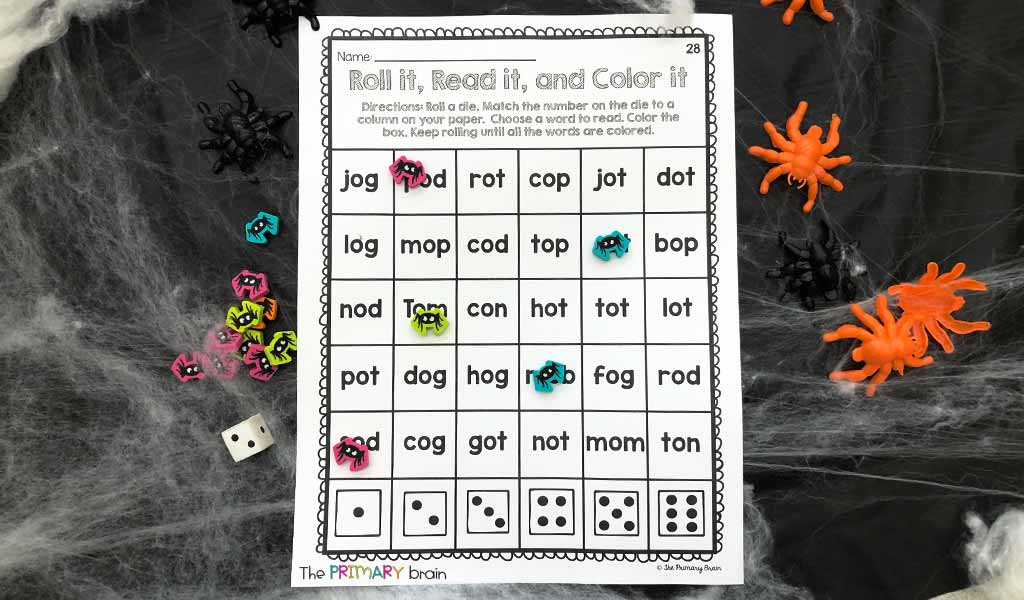 28
Name
Roll it, Read it, and Color it
Directions: Roll a die. Match the number on the die to a
column on your paper. Choose a word to read. Color the
box. Keep rolling until all the words are colored.
jog rot cop jot dot
log mop cod top bop
nod Tom con hot tot lot
pot dog hog fog rod
cog got not mom ton
The PRIMARY brain
© The Primary Brain